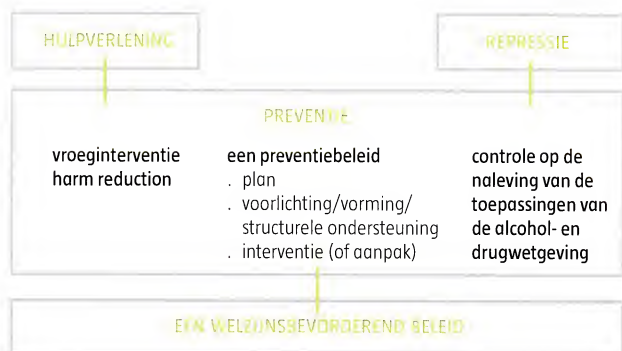 HULPVERLENING
REPRESSIE
PREVENTIE
vroeginterventie
harm reduction
een preventiebeleid
. plan
. voorlichting/vorming/
structurele ondersteuning
. interventie (of aanpak)
controle op de
naleving van de
toepassingen van
de alcohol- en
drugwetgeving
EEN WELZIJNSBEVORDEREND BELEID